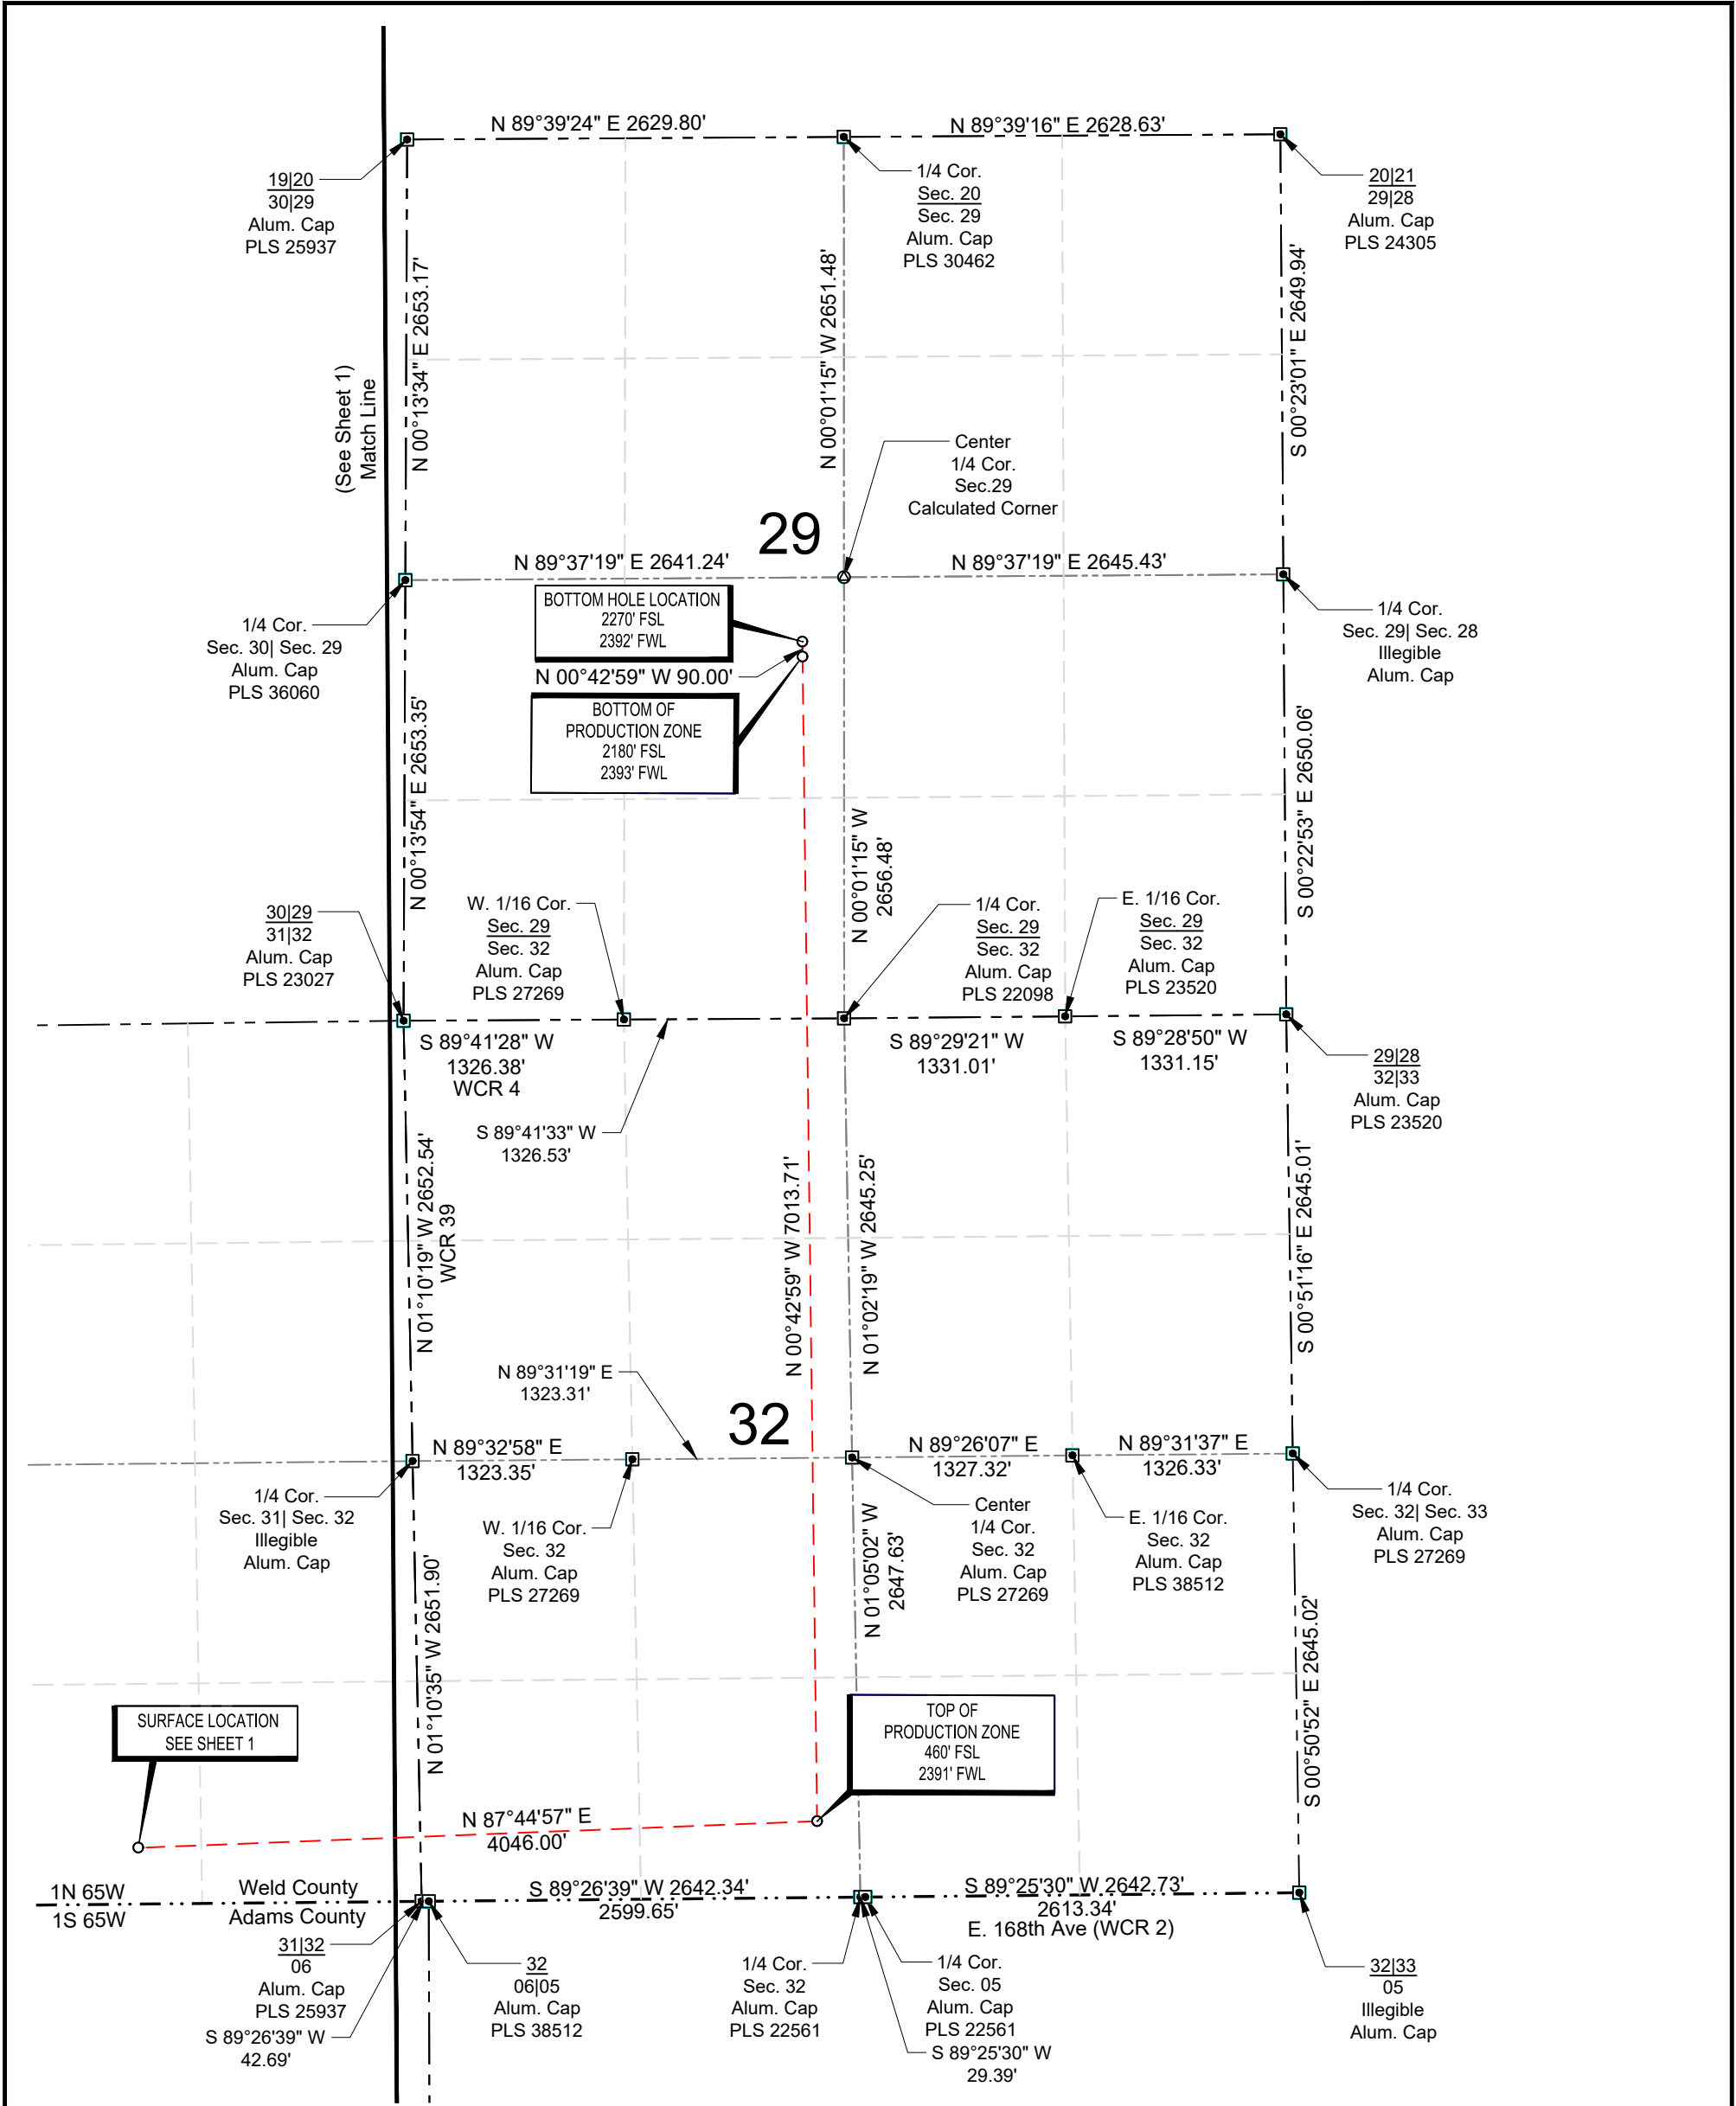 N 89°39'24" E 2629.80'
N 89°39'16" E 2628.63'
19|20
30|29
Alum. Cap
PLS 25937
1/4 Cor.
Sec. 20
Sec. 29
Alum. Cap
PLS 30462
20|21
29|28
Alum. Cap
PLS 24305
(See Sheet 1)
Match Line
N 00°13'34" E 2653.17'
N 00°01'15" W 2651.48'
S 00°23'01" E 2649.94'
Center
1/4 Cor.
Sec.29
Calculated Corner
29
N 89°37'19" E 2641.24'
N 89°37'19" E 2645.43'
BOTTOM HOLE LOCATION
2270' FSL
2392' FWL
N 00°42'59" W 90.00'
BOTTOM OF
PRODUCTION ZONE
2180' FSL
2393' FWL
1/4 Cor.
Sec. 30| Sec. 29
Alum. Cap
PLS 36060
1/4 Cor.
Sec. 29| Sec. 28
Illegible
Alum. Cap
N 00°13'54" E 2653.35'
N 00°01'15" W
2656.48'
S 00°22'53" E 2650.06'
30|29
31|32
Alum. Cap
PLS 23027
W. 1/16 Cor.
Sec. 29
Sec. 32
Alum. Cap
PLS 27269
1/4 Cor.
Sec. 29
Sec. 32
Alum. Cap
PLS 22098
E. 1/16 Cor.
Sec. 29
Sec. 32
Alum. Cap
PLS 23520
S 89°41'28" W
1326.38'
WCR 4
S 89°41'33" W
1326.53'
S 89°29'21" W
1331.01'
S 89°28'50" W
1331.15'
29|28
32|33
Alum. Cap
PLS 23520
N 01°10'19" W 2652.54'
WCR 39
N 00°42'59" W 7013.71'
N 01°02'19" W 2645.25'
S 00°51'16" E 2645.01'
N 89°31'19" E
1323.31'
32
N 89°32'58" E
1323.35'
N 89°26'07" E
1327.32'
N 89°31'37" E
1326.33'
1/4 Cor.
Sec. 31| Sec. 32
Illegible
Alum. Cap
W. 1/16 Cor.
Sec. 32
Alum. Cap
PLS 27269
Center
1/4 Cor.
Sec. 32
Alum. Cap
PLS 27269
E. 1/16 Cor.
Sec. 32
Alum. Cap
PLS 38512
1/4 Cor.
Sec. 32| Sec. 33
Alum. Cap
PLS 27269
N 01°10'35" W 2651.90'
N 01°05'02" W
2647.63'
S 00°50'52" E 2645.02'
SURFACE LOCATION
SEE SHEET 1
TOP OF
PRODUCTION ZONE
460' FSL
2391' FWL
N 87°44'57" E
4046.00'
1N 65W
1S 65W
Weld County
Adams County
S 89°26'39" W 2642.34'
2599.65'
S 89°25'30" W 2642.73'
2613.34'
E. 168th Ave (WCR 2)
31|32
06
Alum. Cap
PLS 25937
S 89°26'39" W
42.69'
32
06|05
Alum. Cap
PLS 38512
1/4 Cor.
Sec. 32
Alum. Cap
PLS 22561
1/4 Cor.
Sec. 05
Alum. Cap
PLS 22561
S 89°25'30" W
29.39'
32|33
05
Illegible
Alum. Cap